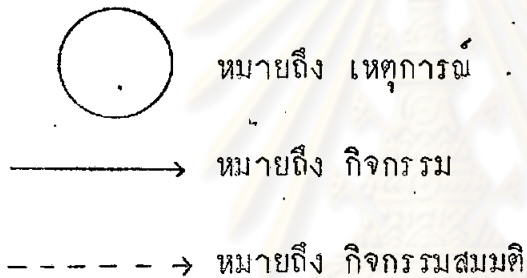 หมายถึง เหตุการณ์
หมายถึง กิจกรรม
หมายถึง กิจกรรมสมมติ